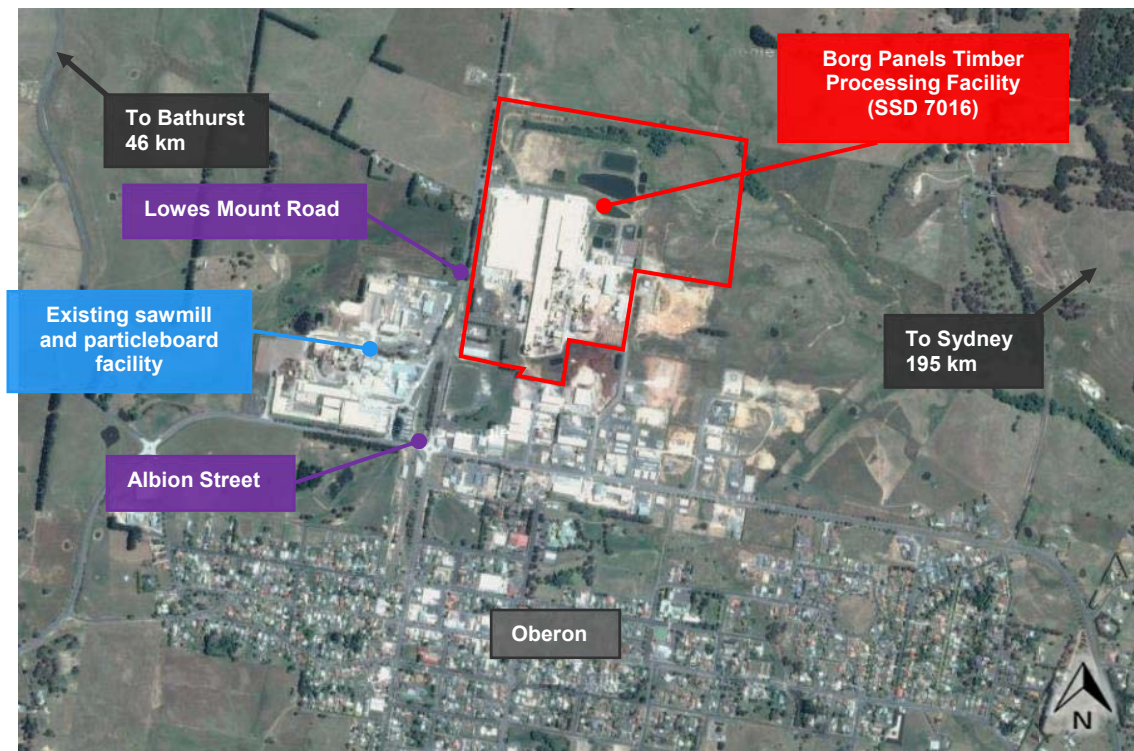 Borg Panels Timber
Processing Facility
(SSD 7016)
To Bathurst
46 km
Lowes Mount Road
Existing sawmill
and particleboard
facility
To Sydney
195 km
Albion Street
Oberon
N